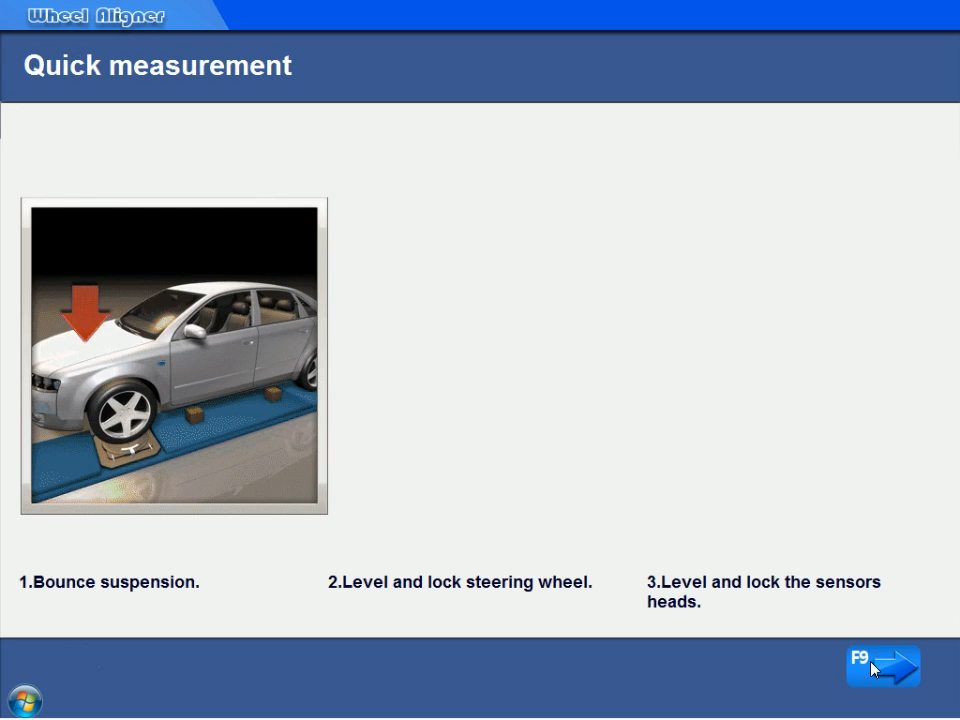 Wheel Aligner
Quick measurement
1.Bounce suspension.
2.Level and lock steering wheel.
3.Level and lock the sensors
heads.
F9